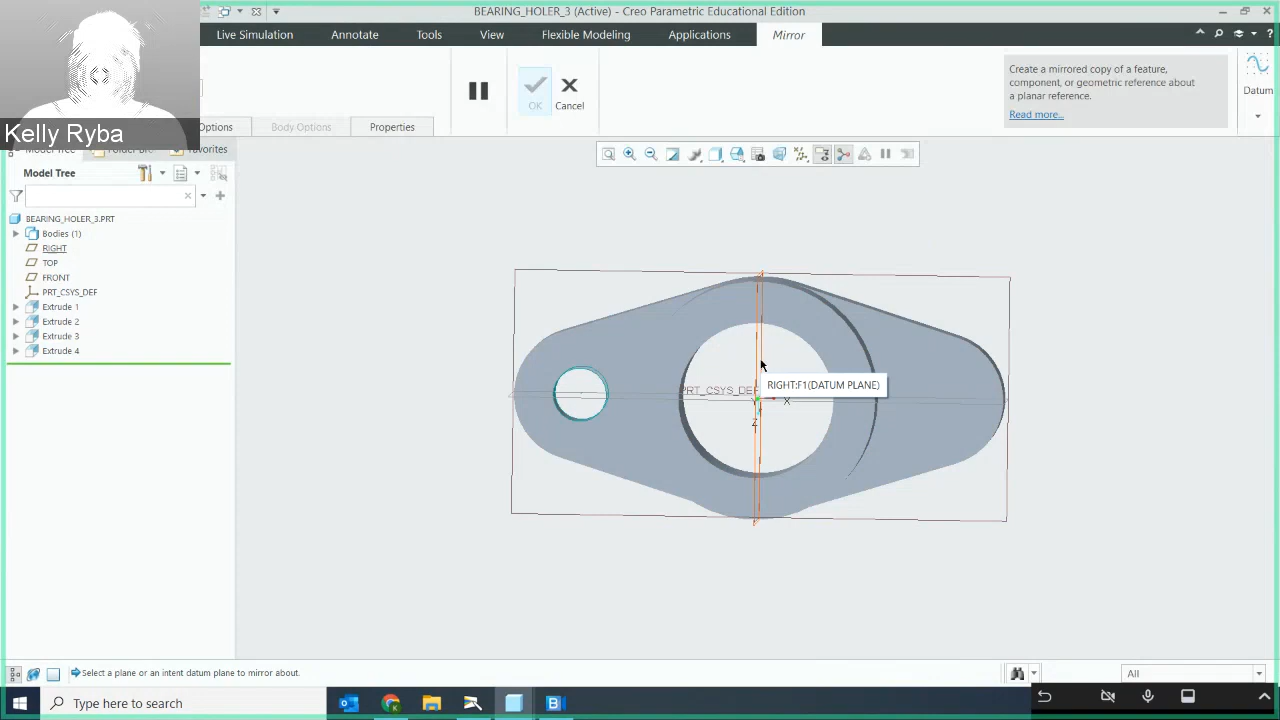 BEARING_HOLER_3 (Active) - Creo Parametric Educational Edition
Live Simulation
Annotate
Tools
View
Flexible Modeling
Applications
Mirror
OK
Cancel
Create a mirrored copy of a feature,
component, or geometric reference about
a planar reference.
Read more...
Datum
Options
Body Options
Properties
Kelly Ryba
Model Tree
Favorites
Model Tree
BEARING_HOLER_3.PRT
Bodies (1)
RIGHT
TOP
FRONT
PRT_CSYS_DEF
Extrude 1
Extrude 2
Extrude 3
Extrude 4
RIGHT:F1(DATUM PLANE)
PRT_CSYS_DEF
Y
X
Z
Select a plane or an intent datum plane to mirror about.
All
Type here to search